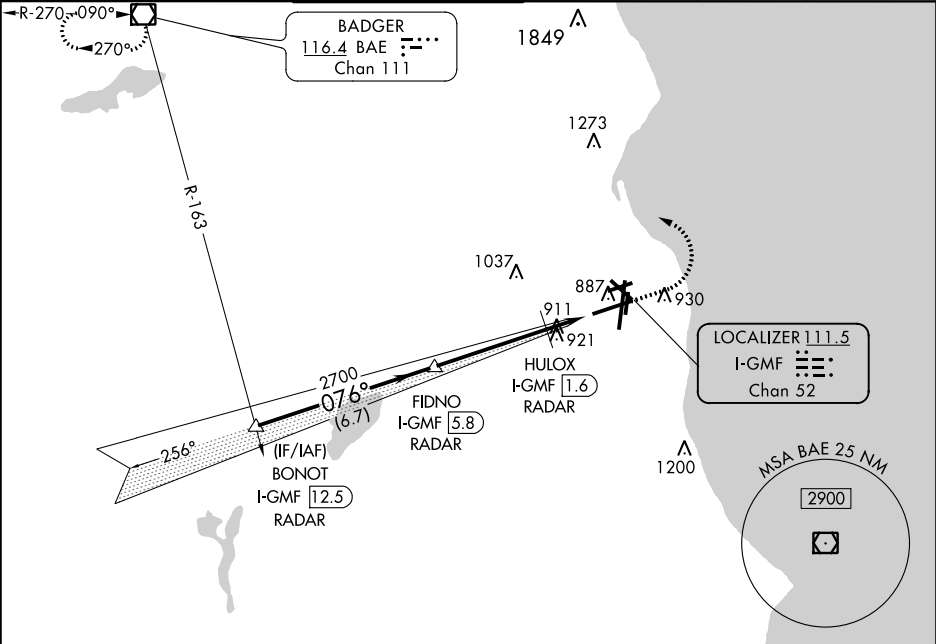 R-270
090°
270°
BADGER
116.4 BAE
Chan 111
1849
1273
R-163
1037
887
930
911
921
LOCALIZER 111.5
I-GMF
Chan 52
HULOX
I-GMF 1.6
RADAR
2700
076°
(6.7)
FIDNO
I-GMF 5.8
RADAR
256°
(IF/IAF)
BONOT
I-GMF 12.5
RADAR
1200
MSA BAE 25 NM
2900